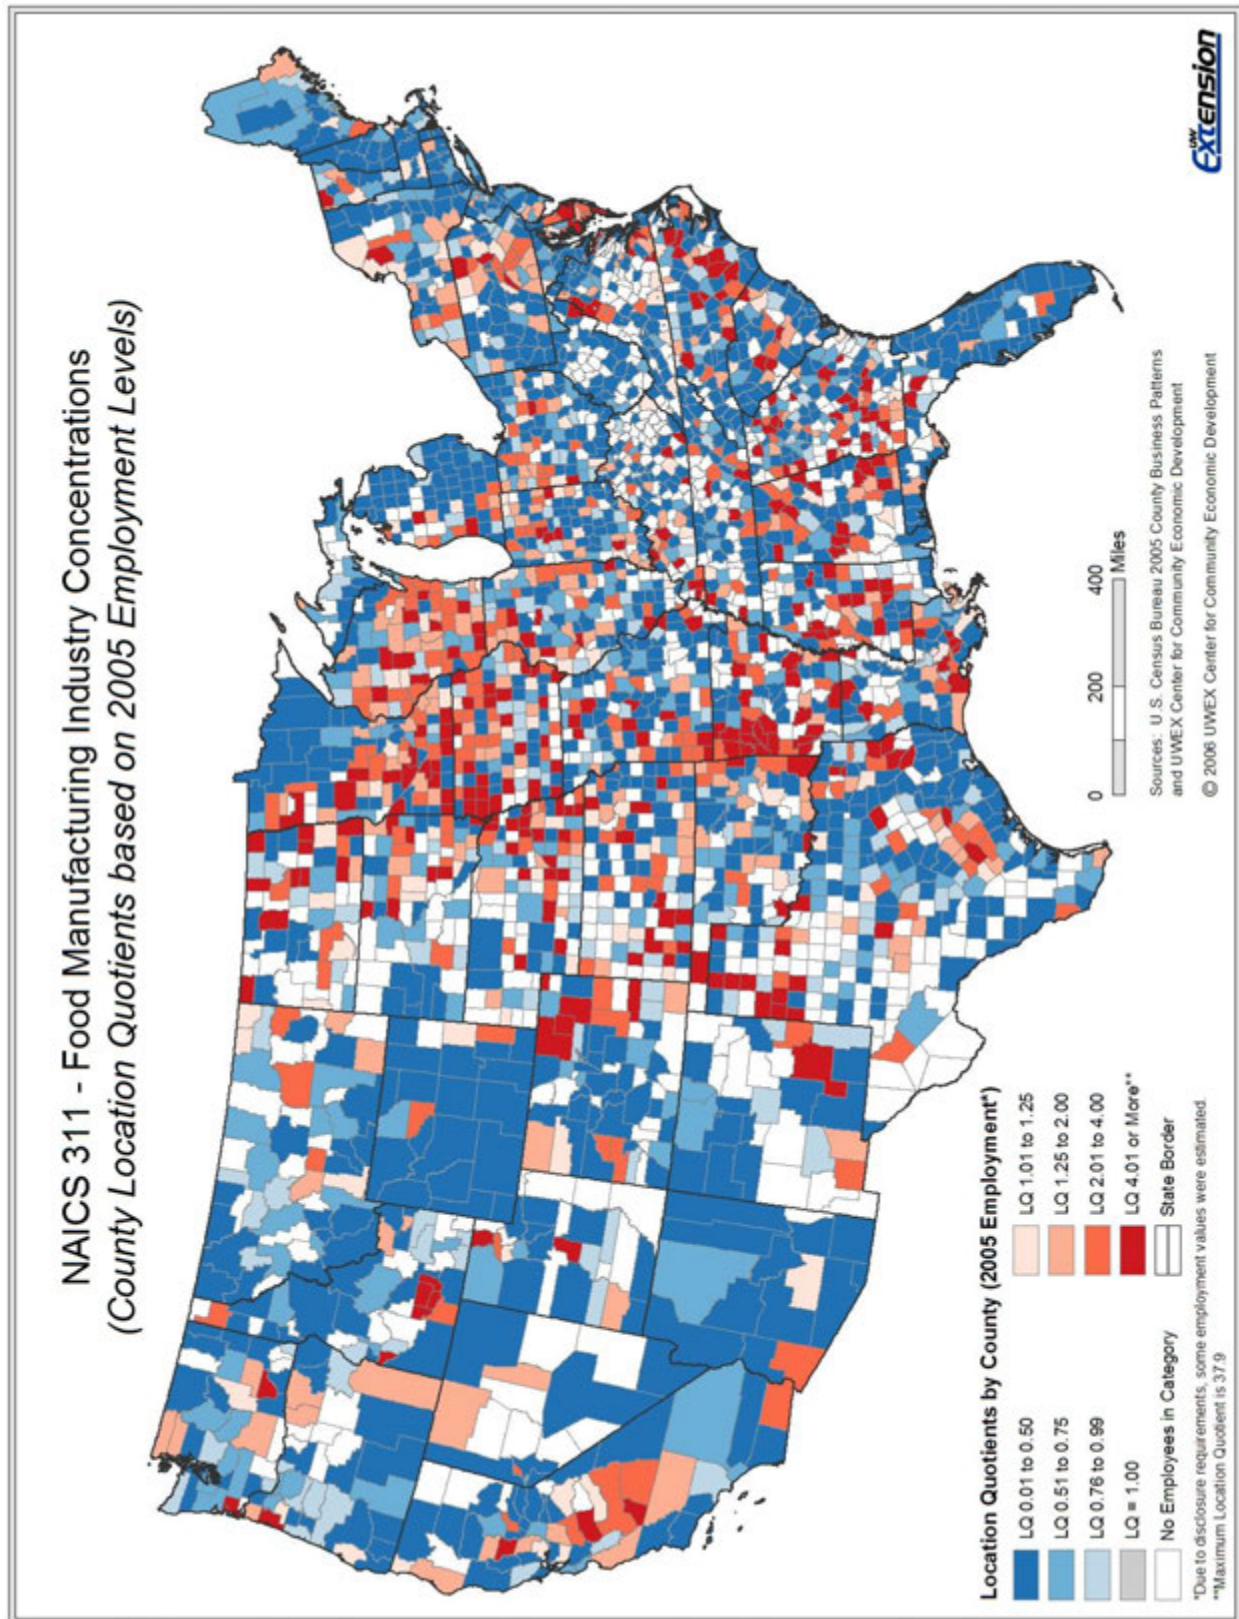 NAICS 311 - Food Manufacturing Industry Concentrations
(County Location Quotients based on 2005 Employment Levels)
Location Quotients by County (2005 Employment*)
LQ 0.01 to 0.50
LQ 0.51 to 0.75
LQ 0.76 to 0.99
LQ = 1.00
No Employees in Category
LQ 1.01 to 1.25
LQ 1.25 to 2.00
LQ 2.01 to 4.00
LQ 4.01 or More**
State Border
*Due to disclosure requirements, some employment values were estimated
**Maximum Location Quotient is 37.9
0 200 400
Miles
Sources: U.S. Census Bureau 2005 County Business Patterns
and UWEX Center for Community Economic Development
© 2006 UWEX Center for Community Economic Development
UW
Extension